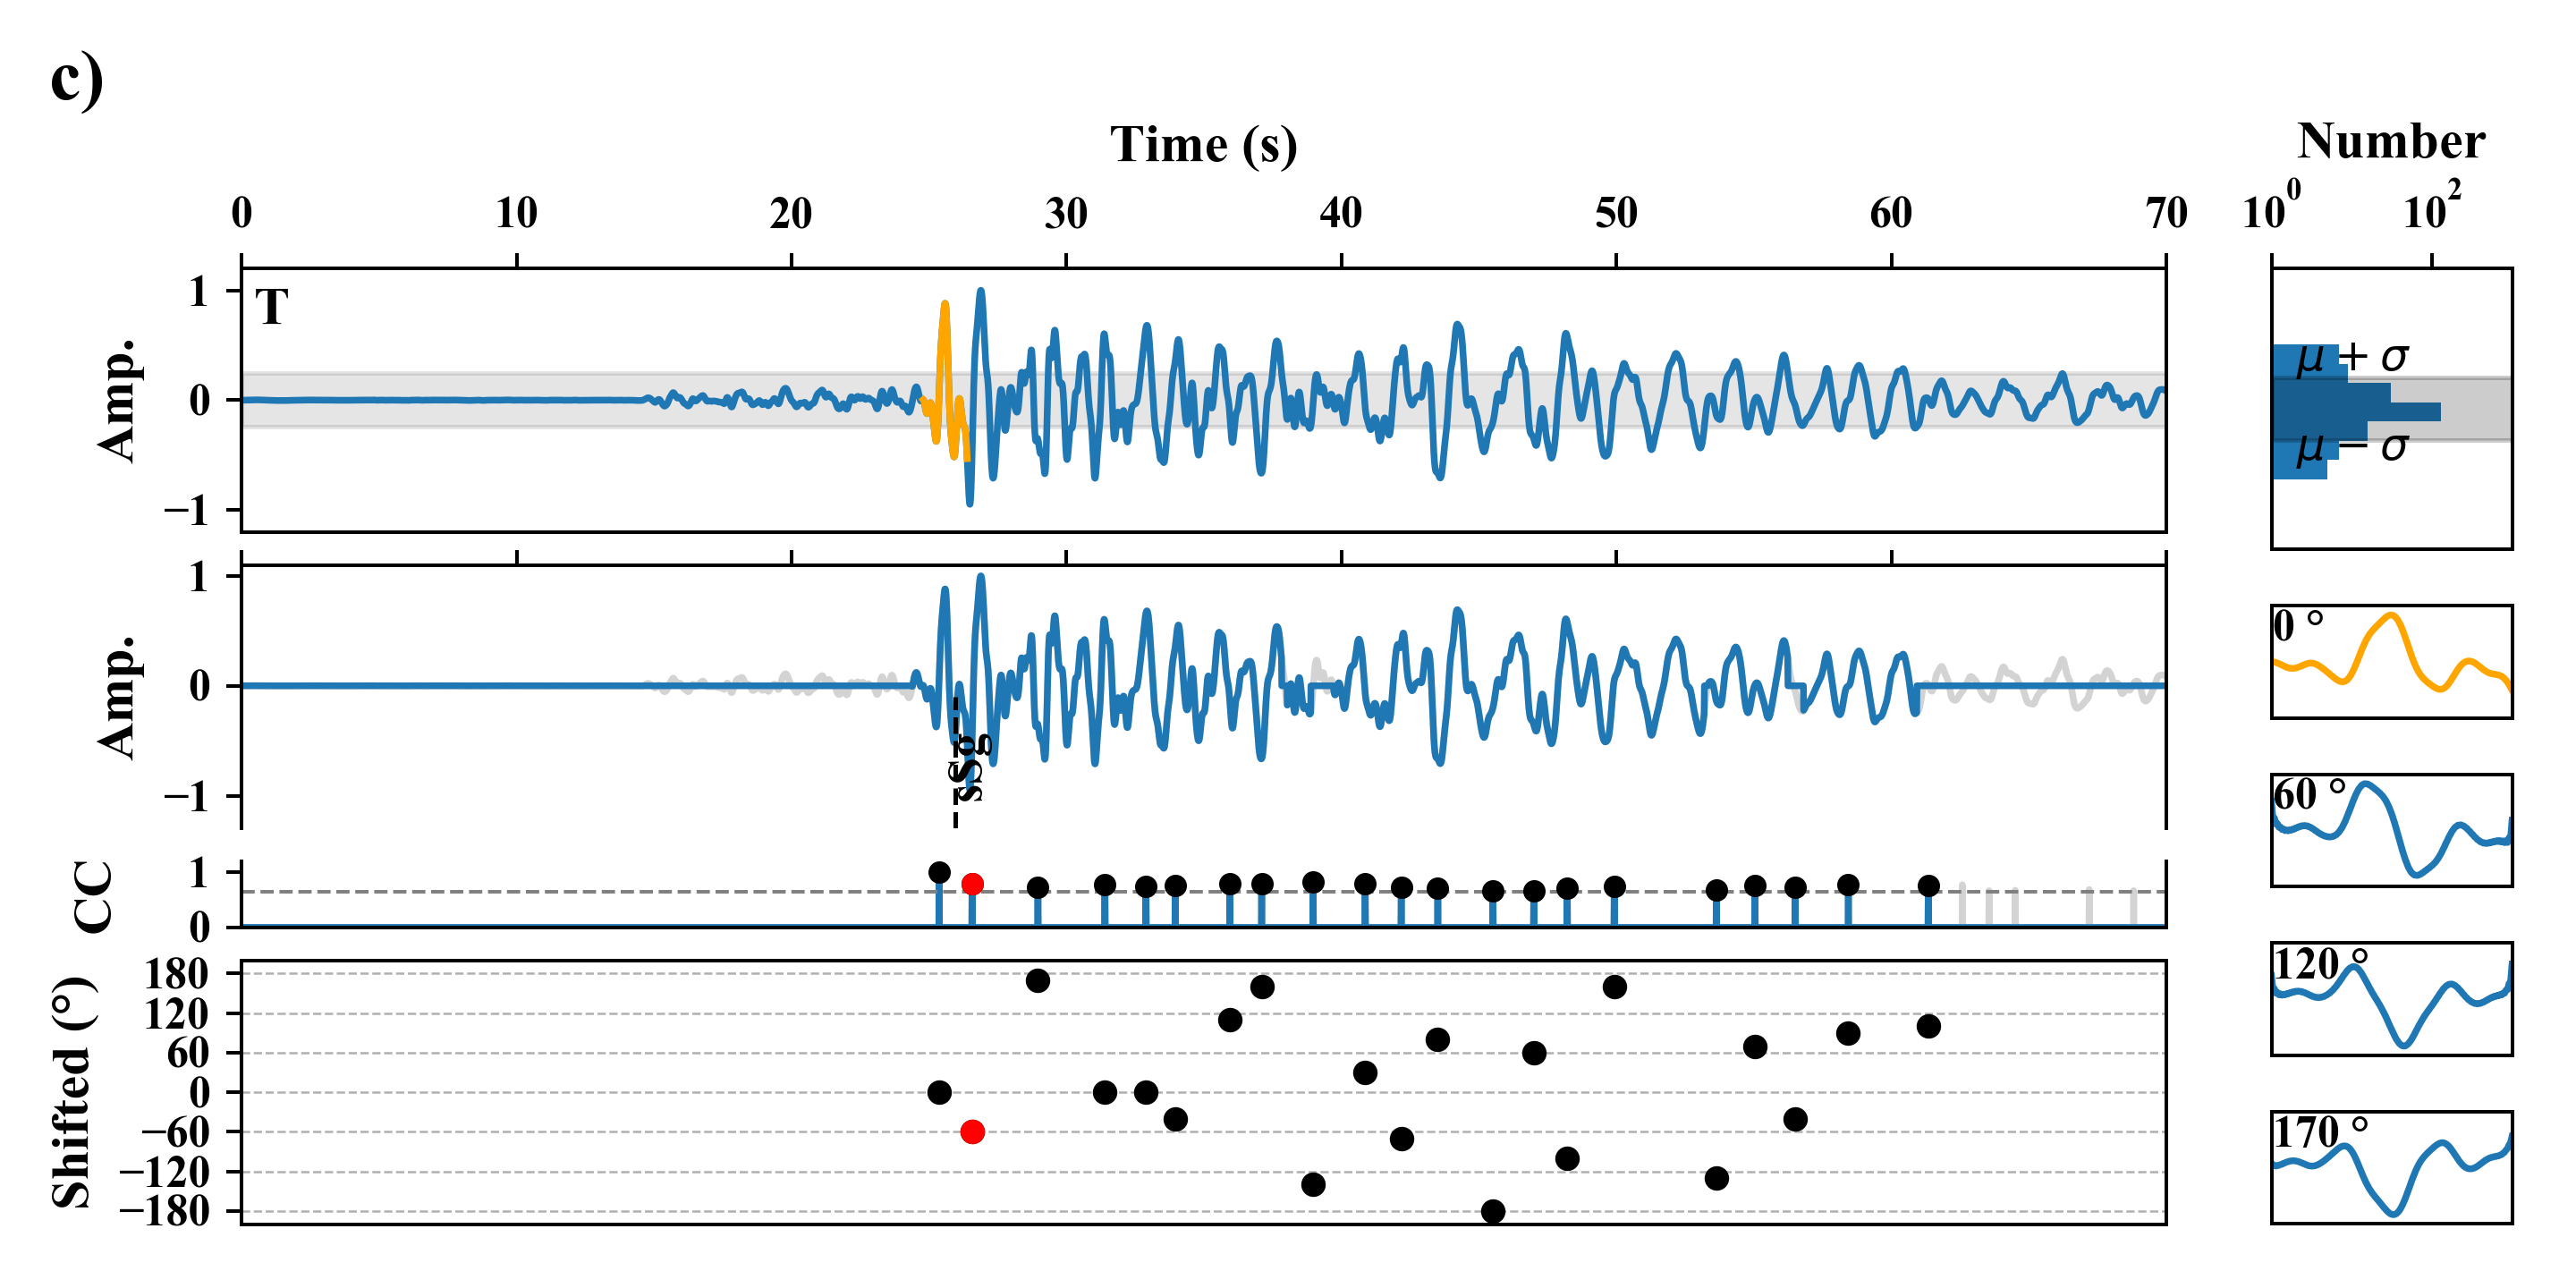 c)
Time (s)
Number
0 10 20 30 40 50 60 70
10^0 10^2
T
Amp.
1
0
−1
μ + σ
μ − σ
Amp.
1
0
−1
sSg
0 °
60 °
CC
1
0
120 °
Shifted (°)
180
120
60
0
−60
−120
−180
170 °